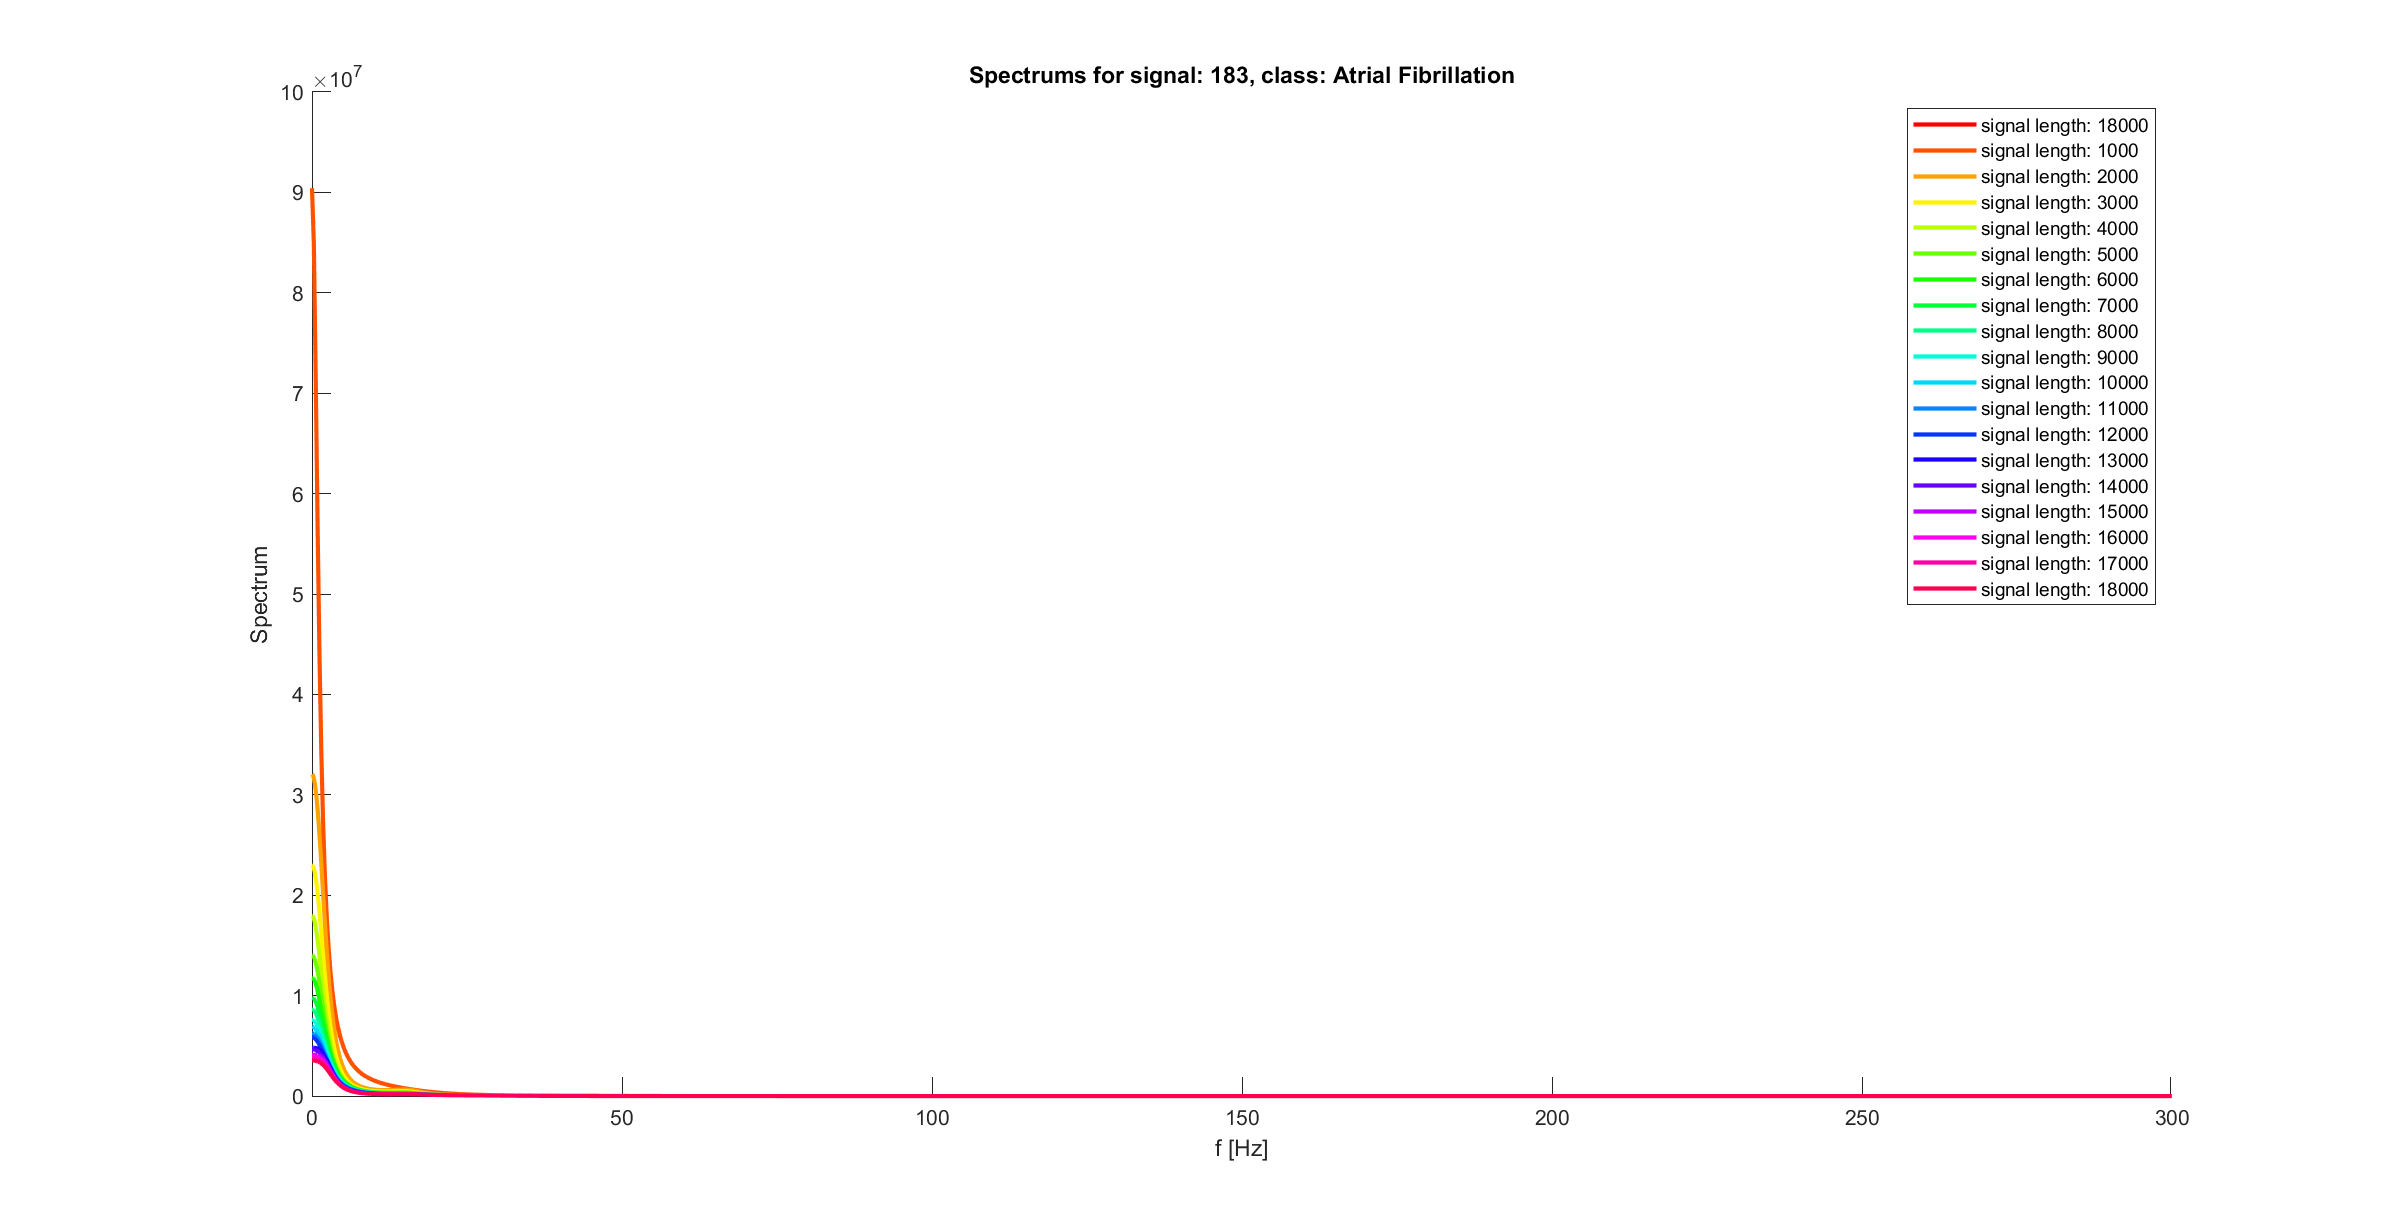 Spectrums for signal: 183, class: Atrial Fibrillation
×10^7
10
9
8
7
6
5
4
3
2
1
0
Spectrum
0 50 100 150 200 250 300
f [Hz]
signal length: 18000
signal length: 1000
signal length: 2000
signal length: 3000
signal length: 4000
signal length: 5000
signal length: 6000
signal length: 7000
signal length: 8000
signal length: 9000
signal length: 10000
signal length: 11000
signal length: 12000
signal length: 13000
signal length: 14000
signal length: 15000
signal length: 16000
signal length: 17000
signal length: 18000